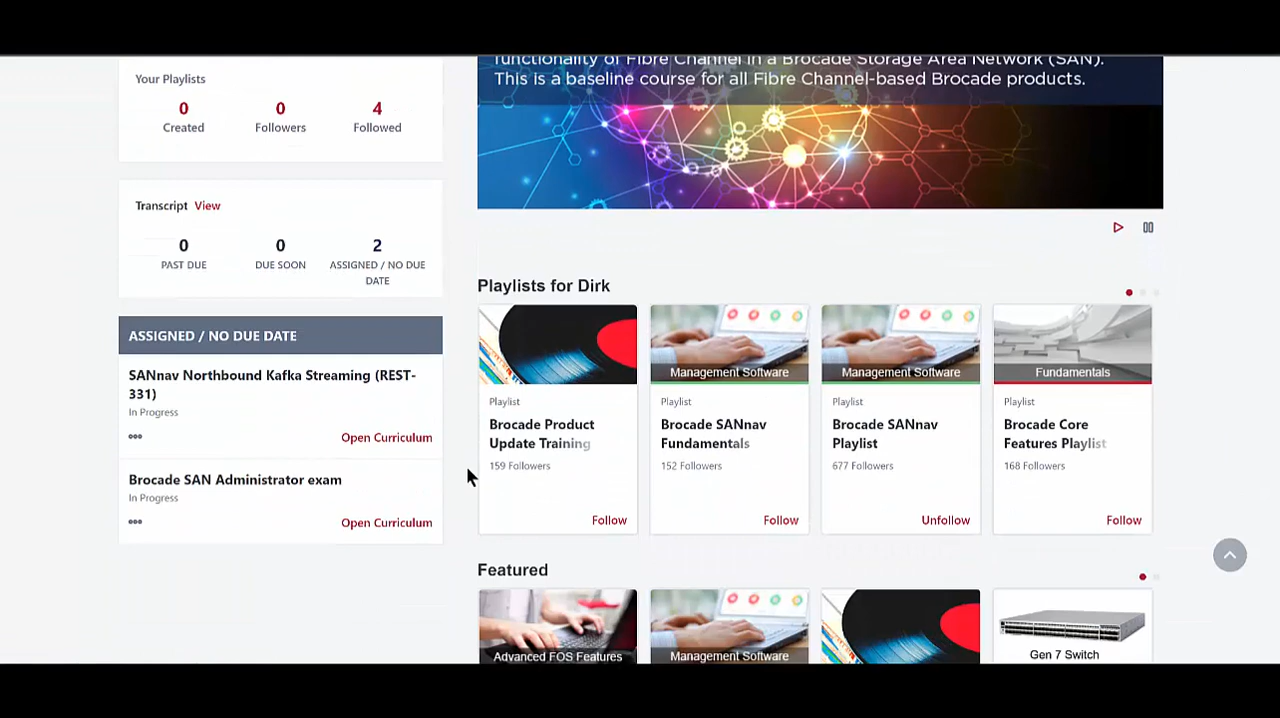 Your Playlists
0
Created
0
Followers
4
Followed
Transcript View
0
PAST DUE
0
DUE SOON
2
ASSIGNED / NO DUE
DATE
ASSIGNED / NO DUE DATE
SANnav Northbound Kafka Streaming (REST-
331)
In Progress
Open Curriculum
Brocade SAN Administrator exam
In Progress
Open Curriculum
functionality of Fibre Channel in a Brocade Storage Area Network (SAN).
This is a baseline course for all Fibre Channel-based Brocade products.
Playlists for Dirk
Playlist
Brocade Product
Update Training
159 Followers
Follow
Management Software
Playlist
Brocade SANnav
Fundamentals
152 Followers
Follow
Management Software
Playlist
Brocade SANnav
Playlist
677 Followers
Unfollow
Fundamentals
Playlist
Brocade Core
Features Playlist
168 Followers
Follow
Featured
Advanced FOS Features
Management Software
Gen 7 Switch